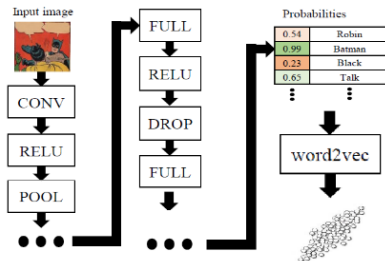 Input image
CONV
RELU
POOL
FULL
RELU
DROP
FULL
Probabilities
0.54 Robin
0.99 Batman
0.23 Black
0.65 Talk
word2vec